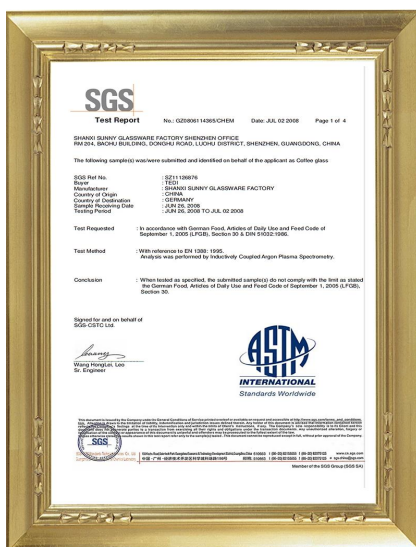 SGS
Test Report No.: GZ0806114365/CHEM Date: JUL 02 2008 Page 1 of 4
SHANXI SUNNY GLASSWARE FACTORY SHENZHEN OFFICE
RM 204, BAOHU BUILDING, DONGHU ROAD, LUOHU DISTRICT, SHENZHEN, GUANGDONG, CHINA
The following sample(s) was/were submitted and identified on behalf of the applicant as Coffee glass
SGS Ref No. : SZ11126876
Buyer : TEDI
Manufacturer : SHANXI SUNNY GLASSWARE FACTORY
Country of Origin : CHINA
Country of Destination : GERMANY
Sample Receiving Date : JUN 26, 2008
Testing Period : JUN 26, 2008 TO JUL 02 2008
Test Requested : In accordance with German Food, Articles of Daily Use and Feed Code of
September 1, 2005 (LFGB), Section 30 & DIN 51032:1986.
Test Method : With reference to EN 1388: 1995.
Analysis was performed by Inductively Coupled Argon Plasma Spectrometry.
Conclusion : When tested as specified, the submitted sample(s) do not comply with the limit as stated
the German Food, Articles of Daily Use and Feed Code of September 1, 2005 (LFGB),
Section 30.
Signed for and on behalf of
SGS-CSTC Ltd.
Wang HongLei, Leo
Sr. Engineer
ASTM
INTERNATIONAL
Standards Worldwide
SGS
Member of the SGS Group (SGS SA)